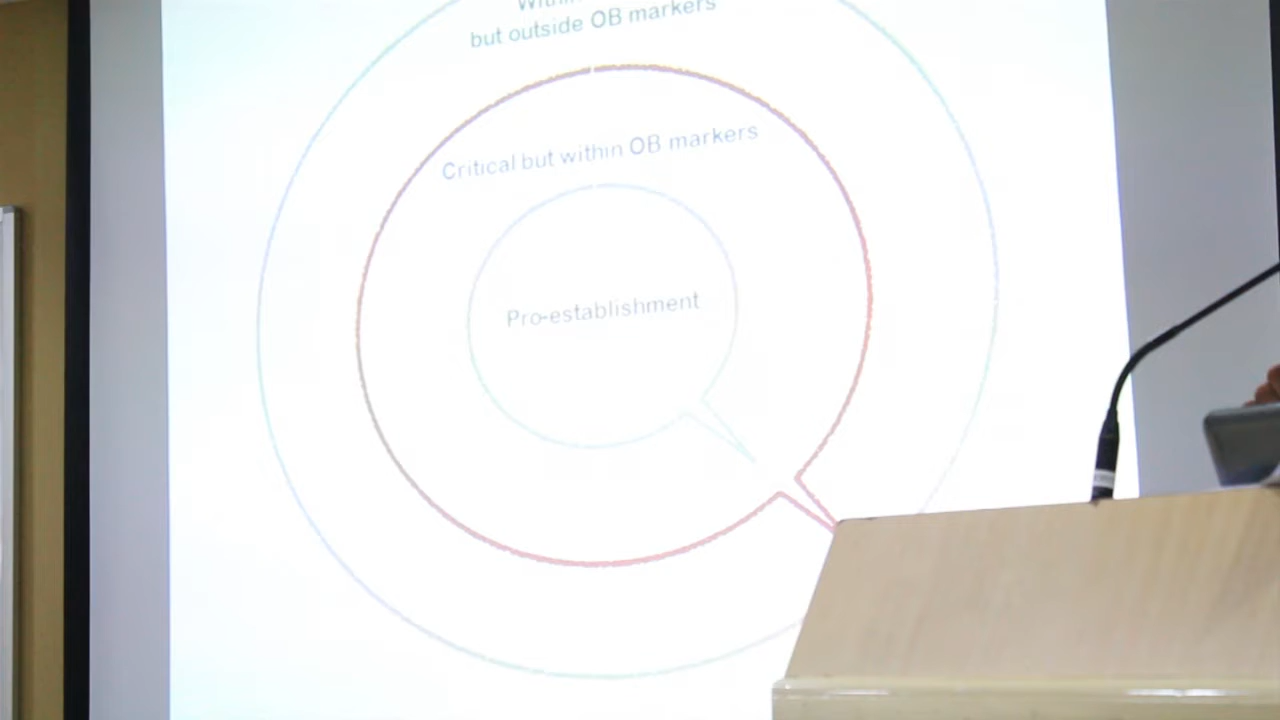 but outside OB markers
Critical but within OB markers
Pro-establishment